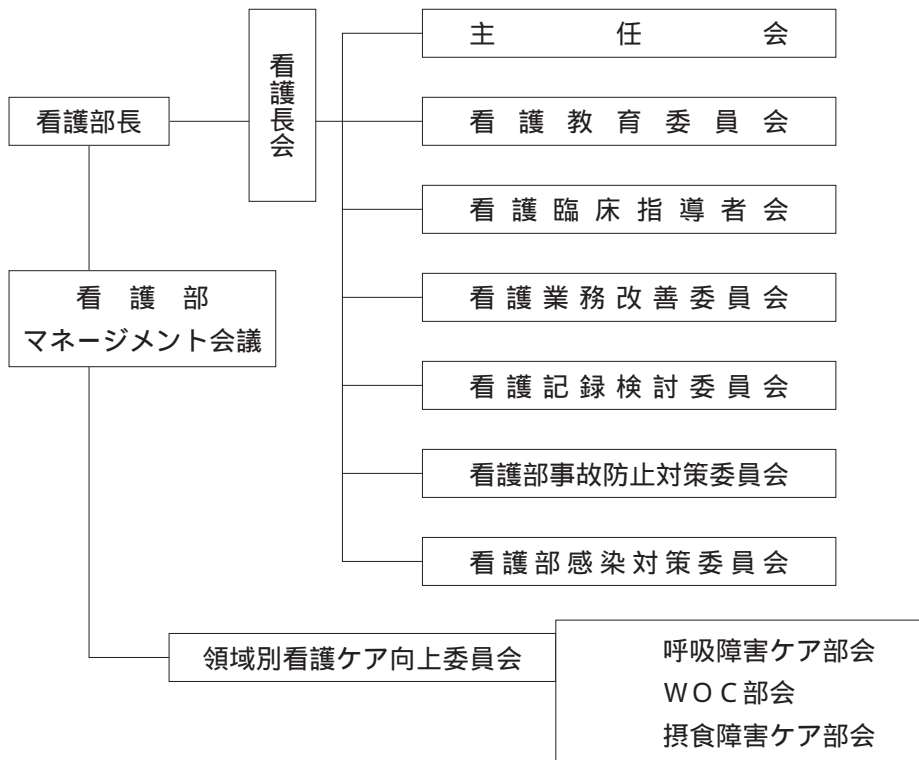 看護部長
看護長会
主任会
看護教育委員会
看護臨床指導者会
看護業務改善委員会
看護記録検討委員会
看護部事故防止対策委員会
看護部感染対策委員会
看護部
マネージメント会議
領域別看護ケア向上委員会
呼吸障害ケア部会
WOC部会
摂食障害ケア部会